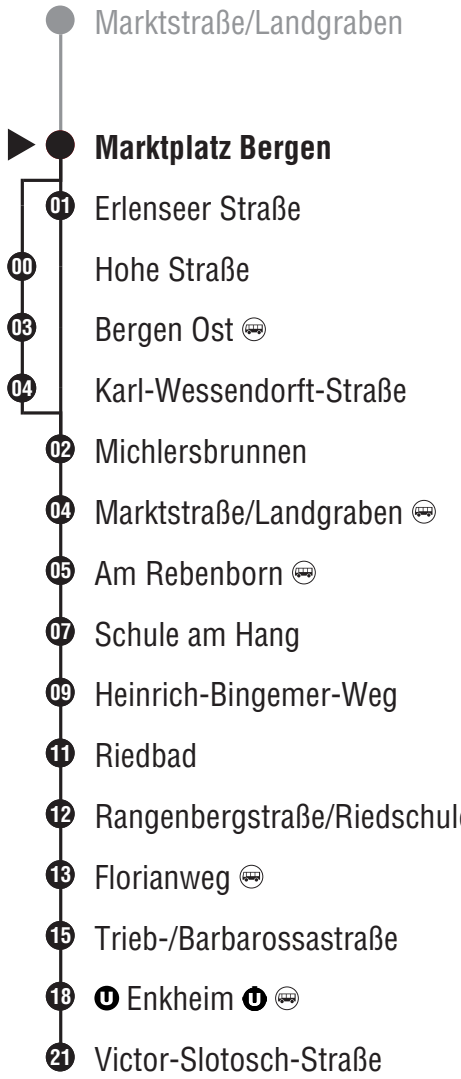 Marktstraße/Landgraben
Marktplatz Bergen
01 Erlenseer Straße
00 Hohe Straße
03 Bergen Ost
04 Karl-Wessendorft-Straße
02 Michlersbrunnen
04 Marktstraße/Landgraben
05 Am Rebenborn
07 Schule am Hang
09 Heinrich-Bingemer-Weg
11 Riedbad
12 Rangenbergstraße/Riedschule
13 Florianweg
15 Trieb-/Barbarossastraße
18 U Enkheim U
21 Victor-Slotosch-Straße